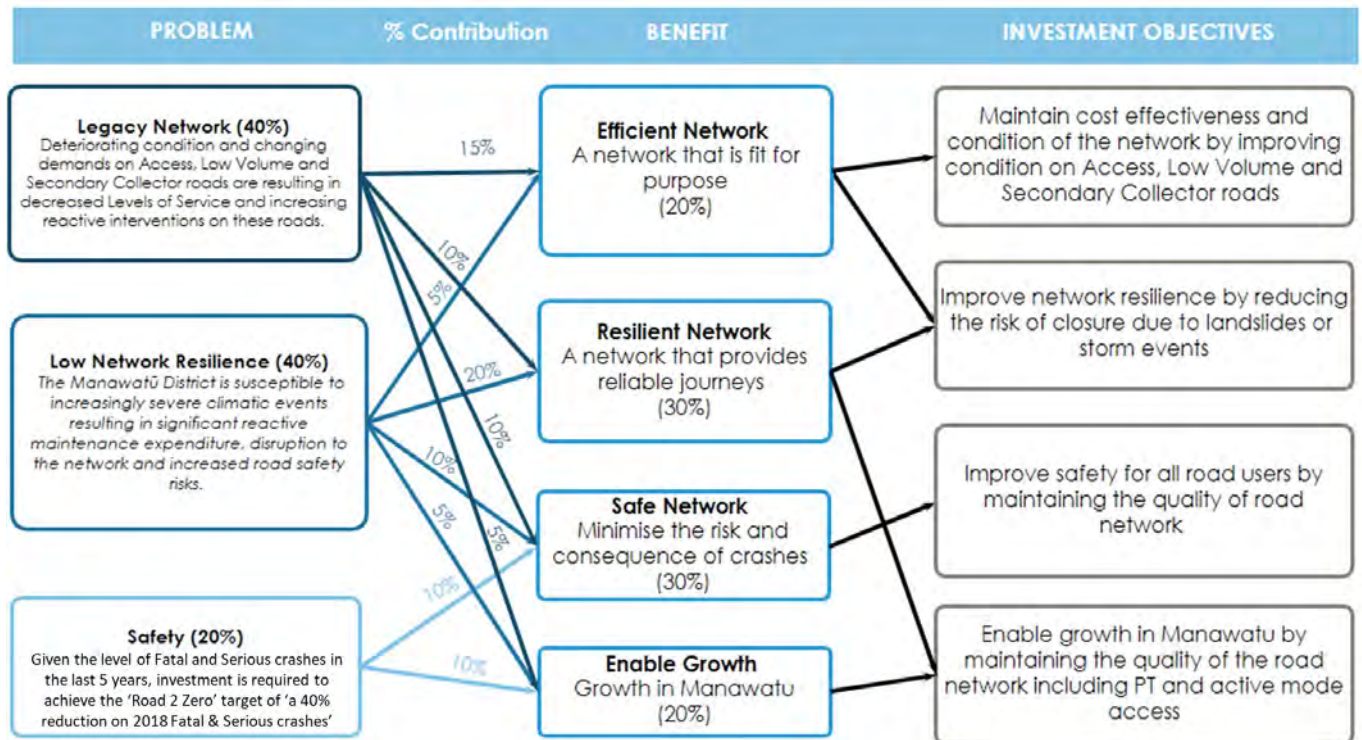 PROBLEM
% Contribution
BENEFIT
INVESTMENT OBJECTIVES
Legacy Network (40%)
Deteriorating condition and changing
demands on Access, Low Volume and
Secondary Collector roads are resulting in
decreased Levels of Service and increasing
reactive interventions on these roads.
Low Network Resilience (40%)
The Manawatū District is susceptible to
increasingly severe climatic events
resulting in significant reactive
maintenance expenditure, disruption to
the network and increased road safety
risks.
Safety (20%)
Given the level of Fatal and Serious crashes in
the last 5 years, investment is required to
achieve the ‘Road 2 Zero’ target of ‘a 40%
reduction on 2018 Fatal & Serious crashes’
15%
10%
5%
20%
10%
10%
5%
5%
10%
10%
Efficient Network
A network that is fit for
purpose
(20%)
Resilient Network
A network that provides
reliable journeys
(30%)
Safe Network
Minimise the risk and
consequence of crashes
(30%)
Enable Growth
Growth in Manawatu
(20%)
Maintain cost effectiveness and
condition of the network by improving
condition on Access, Low Volume and
Secondary Collector roads
Improve network resilience by reducing
the risk of closure due to landslides or
storm events
Improve safety for all road users by
maintaining the quality of road
network
Enable growth in Manawatu by
maintaining the quality of the road
network including PT and active mode
access